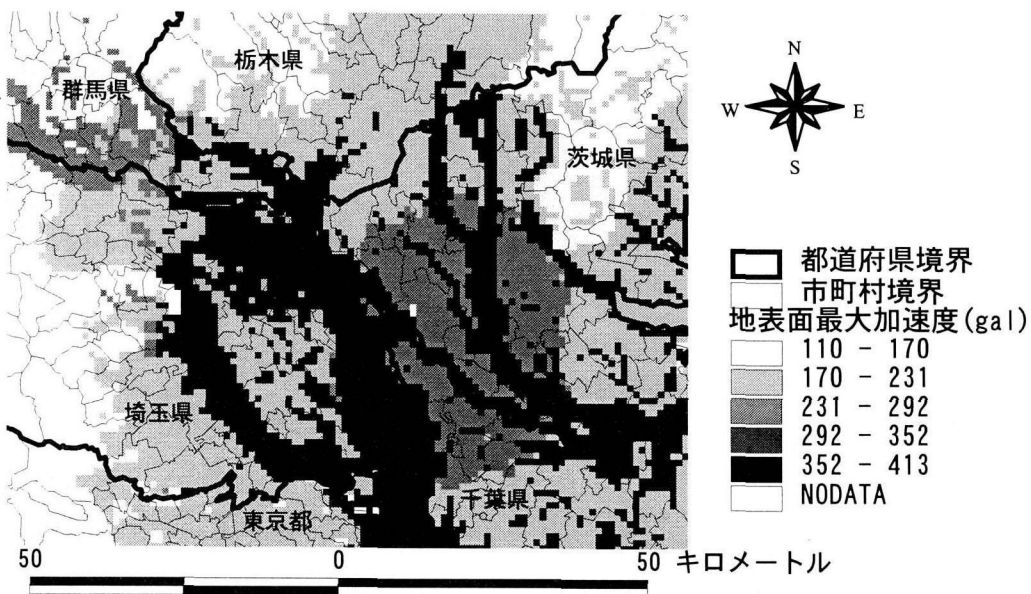 栃木県
群馬県
茨城県
埼玉県
千葉県
東京都
N
W
E
S
都道府県境界
市町村境界
地表面最大加速度(gal)
110 - 170
170 - 231
231 - 292
292 - 352
352 - 413
NODATA
50 0 50 キロメートル